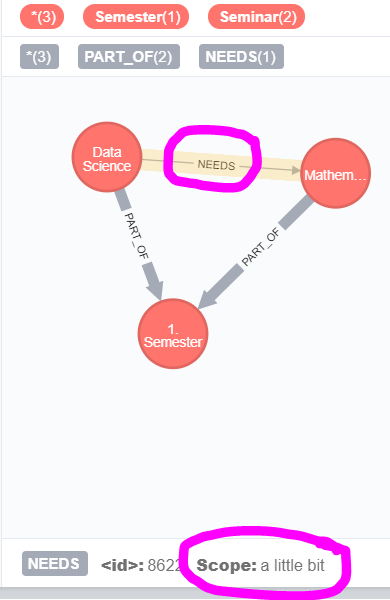 *(3) Semester(1) Seminar(2)
*(3) PART_OF(2) NEEDS(1)
Data
Science
NEEDS
Mathem...
PART_OF
PART_OF
1.
Semester
NEEDS <id>: 8622 Scope: a little bit